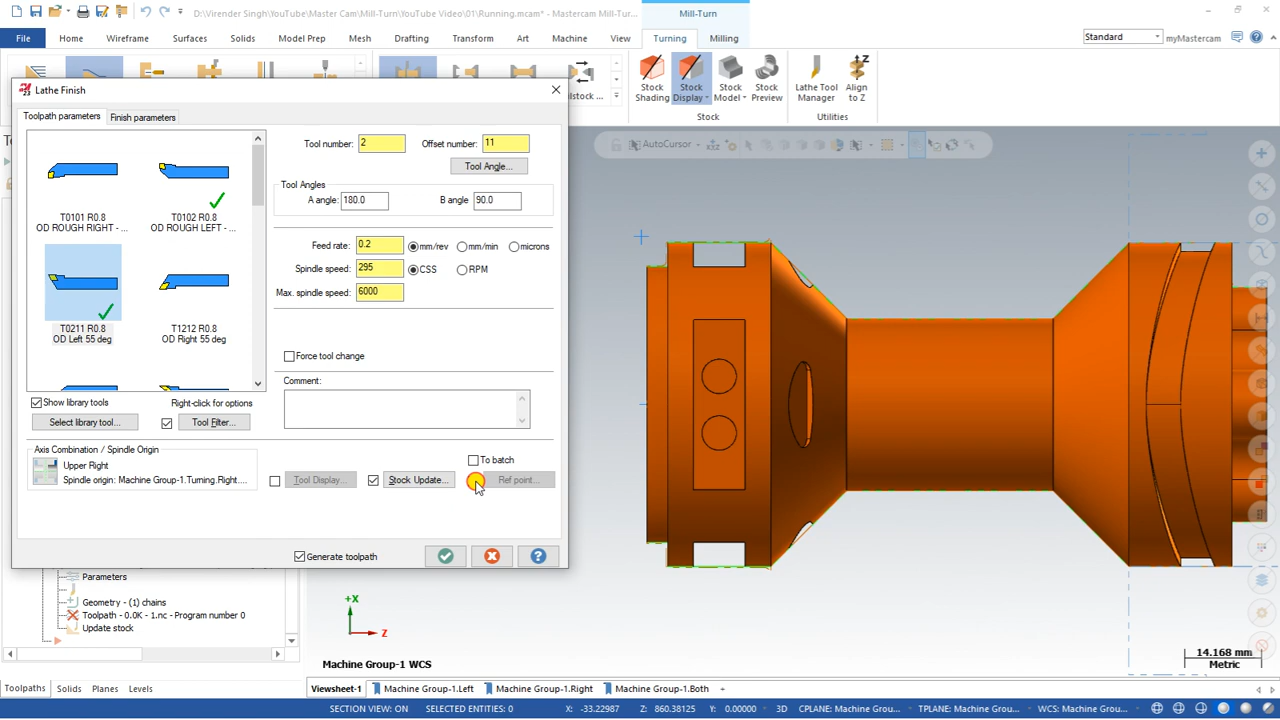 D:\Virender Singh\YouTube\Master Cam\Mill-Turn\YouTube Video\01\Running.mcam* - Mastercam Mill-Tur...
Mill-Turn
File Home Wireframe Surfaces Solids Model Prep Mesh Drafting Transform Art Machine View Turning Milling
Standard
myMastercam
Lathe Finish
Toolpath parameters
Finish parameters
T0101 R0.8
OD ROUGH RIGHT - ...
T0102 R0.8
OD ROUGH LEFT - ...
T0211 R0.8
OD Left 55 deg
T1212 R0.8
OD Right 55 deg
Show library tools
Right-click for options
Select library tool...
Tool Filter...
Axis Combination / Spindle Origin
Upper Right
Spindle origin: Machine Group-1.Turning.Right....
Tool number: 2
Offset number: 11
Tool Angle...
Tool Angles
A angle: 180.0
B angle 90.0
Feed rate: 0.2
mm/rev
mm/min
microns
Spindle speed: 295
CSS
RPM
Max. spindle speed: 6000
Force tool change
Comment:
To batch
Tool Display...
Stock Update...
Ref point...
Generate toolpath
tailstock ...
Stock Shading
Stock Display
Stock Model
Stock Preview
Stock
Lathe Tool Manager
Align to Z
Utilities
AutoCursor
Parameters
Geometry - (1) chains
Toolpath - 0.0K - 1.nc - Program number 0
Update stock
+X
Z
Machine Group-1 WCS
14.168 mm
Metric
Toolpaths Solids Planes Levels
Viewsheet-1
Machine Group-1.Left
Machine Group-1.Right
Machine Group-1.Both
SECTION VIEW: ON
SELECTED ENTITIES: 0
X: -33.22987
Z: 860.38125
Y: 0.00000
3D
CPLANE: Machine Grou...
TPLANE: Machine Grou...
WCS: Machine Grou...